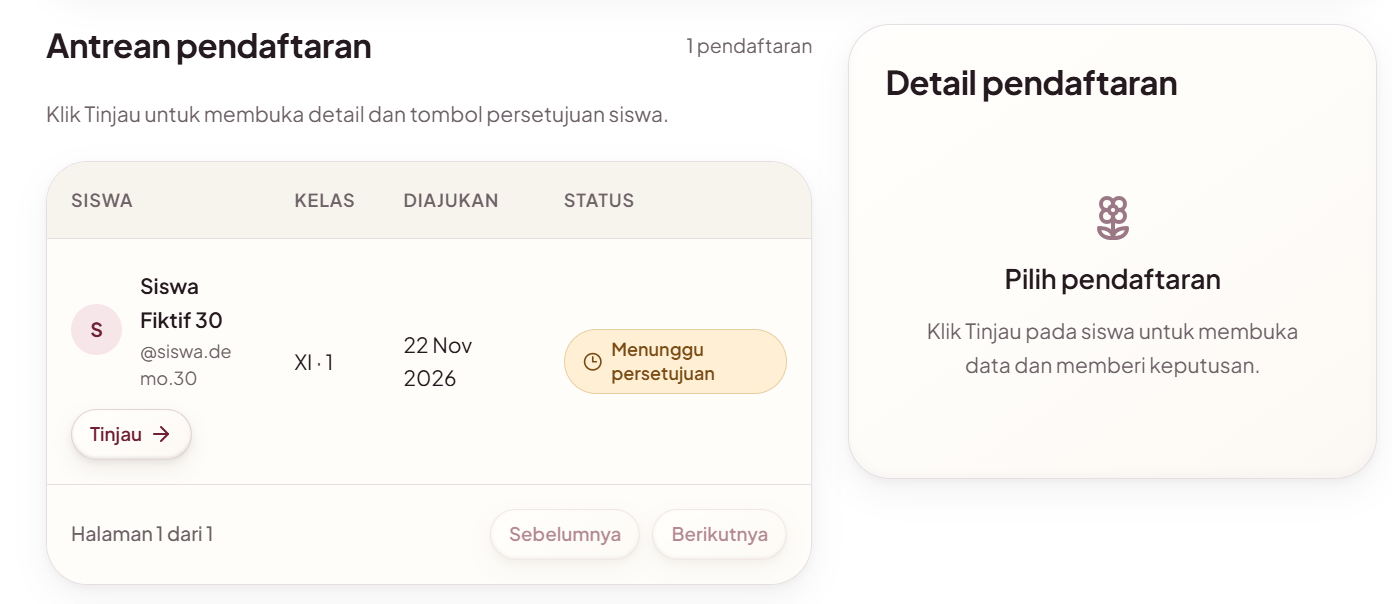 Antrean pendaftaran
1 pendaftaran
Klik Tinjau untuk membuka detail dan tombol persetujuan siswa.
SISWA
KELAS
DIAJUKAN
STATUS
S
Siswa
Fiktif 30
@siswa.de
mo.30
Tinjau
XI · 1
22 Nov
2026
Menunggu
persetujuan
Halaman 1 dari 1
Sebelumnya
Berikutnya
Detail pendaftaran
Pilih pendaftaran
Klik Tinjau pada siswa untuk membuka
data dan memberi keputusan.